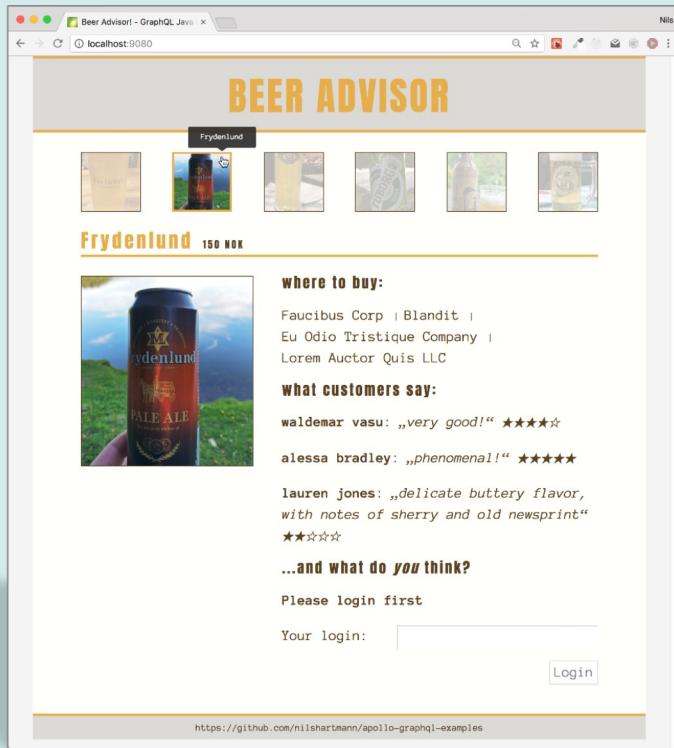 Beer Advisor! - GraphQL Java
Nils
localhost:9080
BEER ADVISOR
Frydenlund
Frydenlund 150 NOK
where to buy:
Faucibus Corp | Blandit |
Eu Odio Tristique Company |
Lorem Auctor Quis LLC
what customers say:
waldemar vasu: „very good!“ ★★★★☆
alessa bradley: „phenomenal!“ ★★★★★
lauren jones: „delicate buttery flavor,
with notes of sherry and old newsprint“
★★☆☆☆
...and what do you think?
Please login first
Your login:
Login
rydenlund
PALE ALE
https://github.com/nilshartmann/apollo-graphql-examples